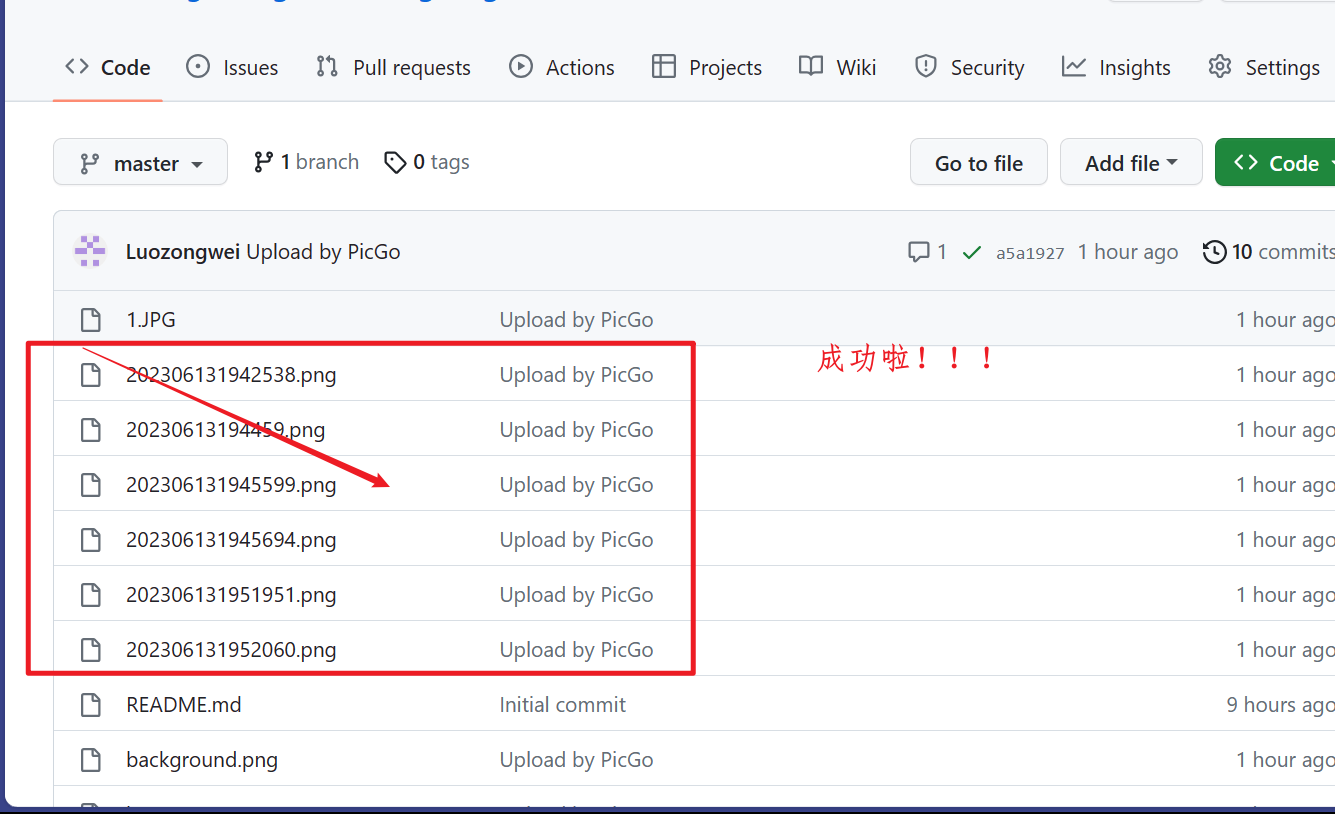 Code Issues Pull requests Actions Projects Wiki Security Insights Settings
master 1 branch 0 tags Go to file Add file Code
Luozongwei Upload by PicGo 1 a5a1927 1 hour ago 10 commits
1.JPG Upload by PicGo 1 hour ago
成功啦！！！
202306131942538.png Upload by PicGo 1 hour ago
20230613194459.png Upload by PicGo 1 hour ago
202306131945599.png Upload by PicGo 1 hour ago
202306131945694.png Upload by PicGo 1 hour ago
202306131951951.png Upload by PicGo 1 hour ago
202306131952060.png Upload by PicGo 1 hour ago
README.md Initial commit 9 hours ago
background.png Upload by PicGo 1 hour ago